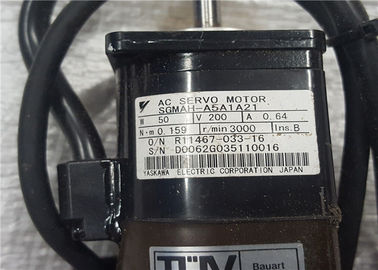 AC SERVO MOTOR
SGMAH-A5A1A21
W 50 V 200 A 0.64
N·m 0.159 r/min 3000 Ins.B
O/N R11467-033-16
S/N D0062G035110016
YASKAWA ELECTRIC CORPORATION JAPAN
TÜV Bauart